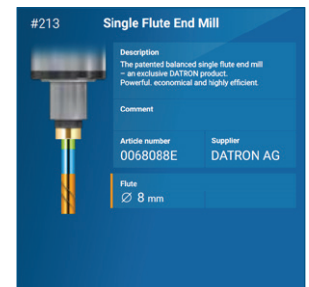 #213
Single Flute End Mill
Description
The patented balanced single flute end mill
– an exclusive DATRON product.
Powerful. economical and highly efficient.
Comment
Article number
0068088E
Supplier
DATRON AG
Flute
∅ 8 mm